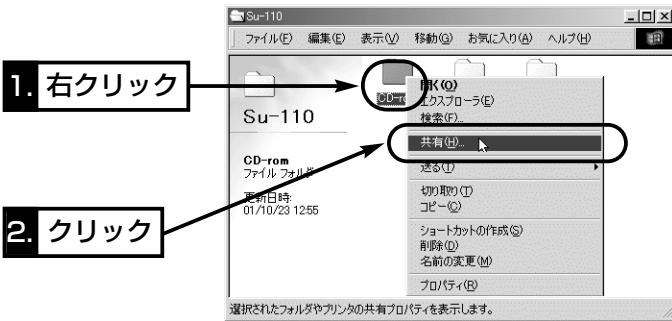 Su-110
ファイル(F) 編集(E) 表示(V) 移動(G) お気に入り(A) ヘルプ(H)
1. 右クリック
Su-110
CD-ro
開く(O)
エクスプローラ(E)
検索(F)...
共有(H)...
CD-rom
ファイル フォルダ
送る(T)
2. クリック
更新日時:
01/10/23 12:55
切り取り(T)
コピー(C)
ショートカットの作成(S)
削除(D)
名前の変更(M)
プロパティ(R)
選択されたフォルダやプリンタの共有プロパティを表示します。